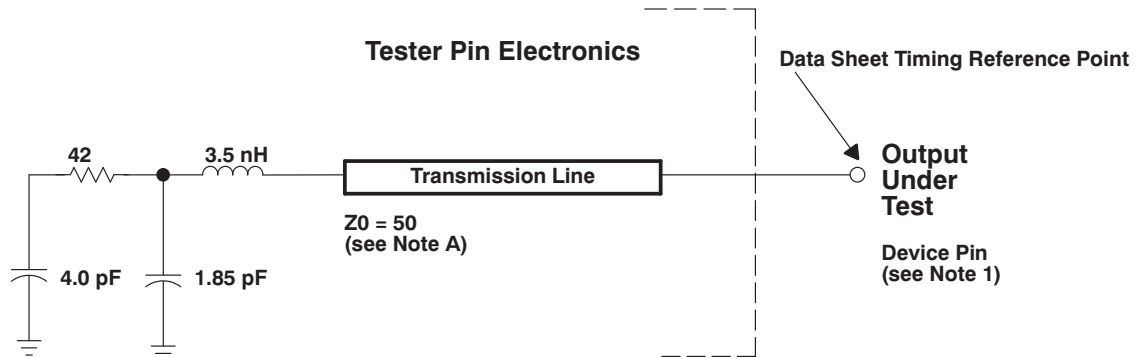 Tester Pin Electronics
Data Sheet Timing Reference Point
42
3.5 nH
Transmission Line
Output
Under
Test
Z0 = 50
(see Note A)
Device Pin
(see Note 1)
4.0 pF
1.85 pF